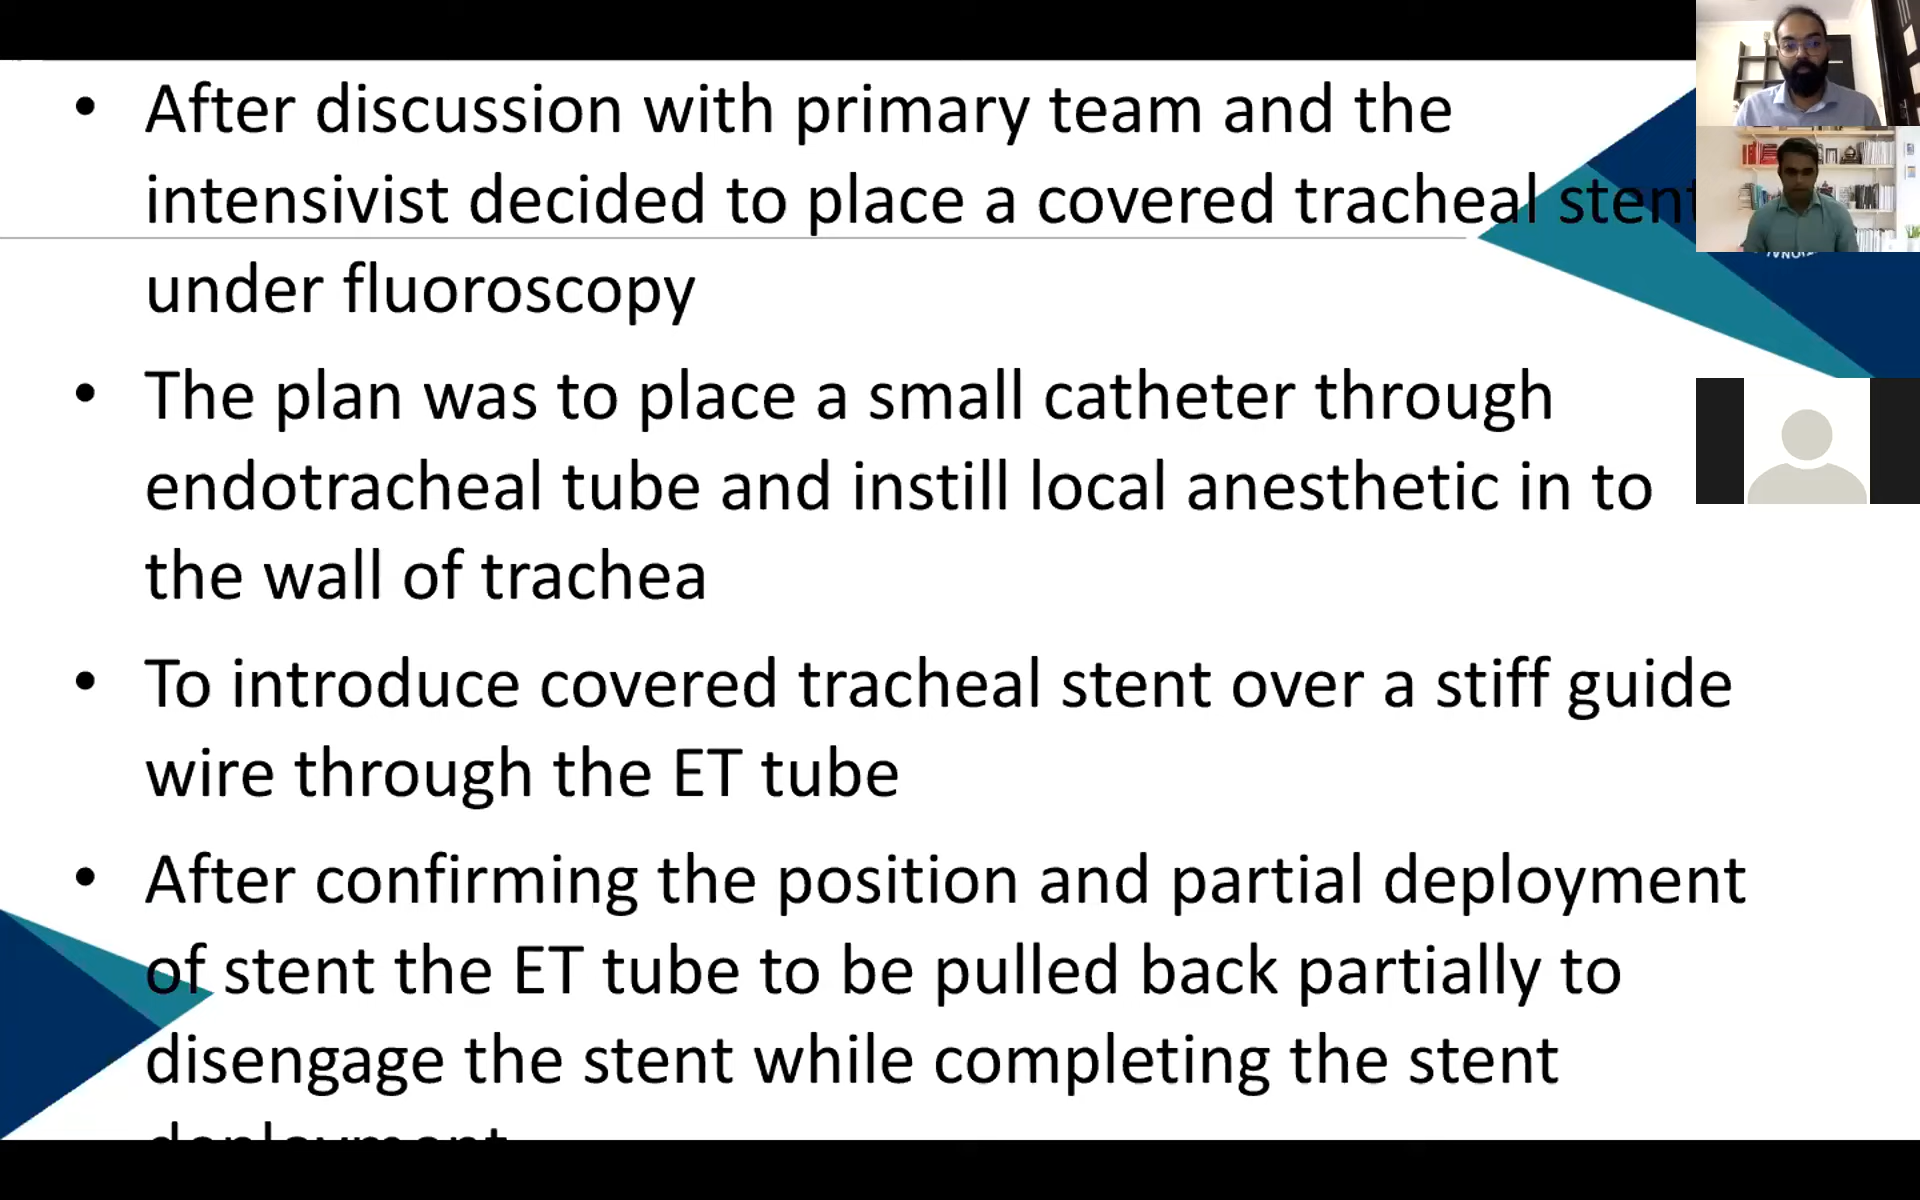 • After discussion with primary team and the
intensivist decided to place a covered tracheal stent
under fluoroscopy
• The plan was to place a small catheter through
endotracheal tube and instill local anesthetic in to
the wall of trachea
• To introduce covered tracheal stent over a stiff guide
wire through the ET tube
• After confirming the position and partial deployment
of stent the ET tube to be pulled back partially to
disengage the stent while completing the stent
deployment